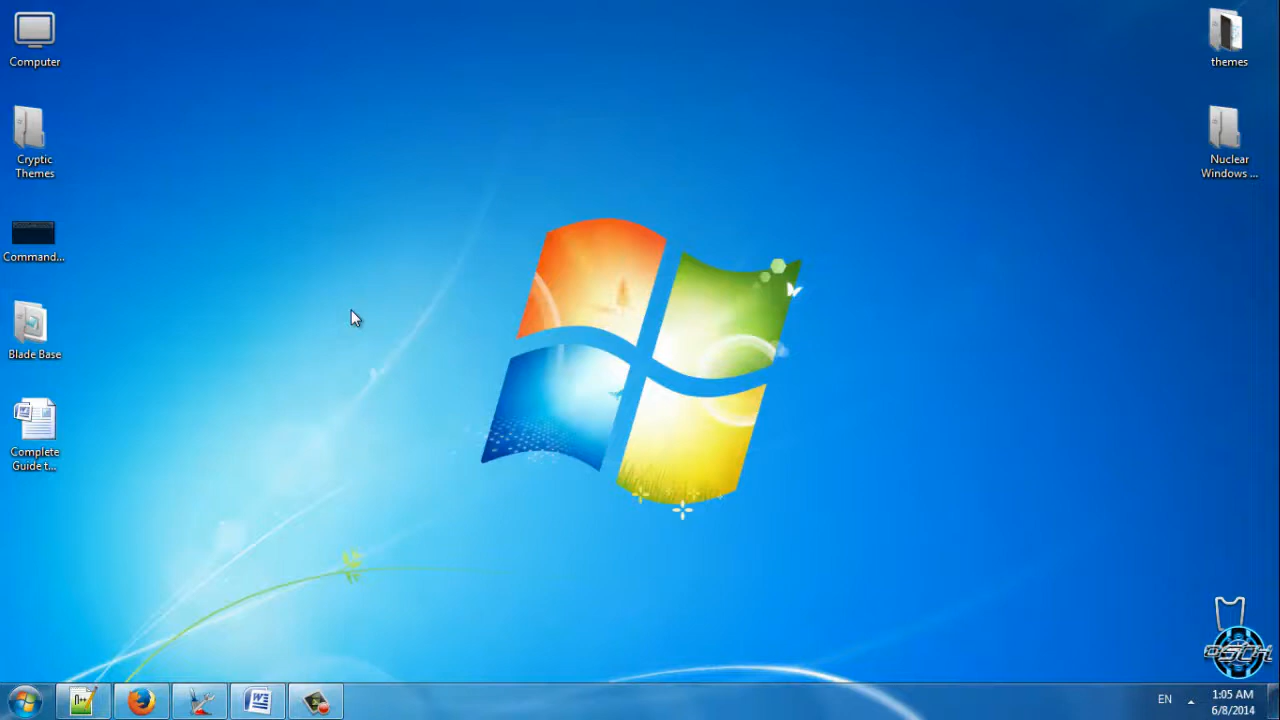 Computer
Cryptic
Themes
Command...
Blade Base
Complete
Guide t...
themes
Nuclear
Windows ...
EN
1:05 AM
6/8/2014